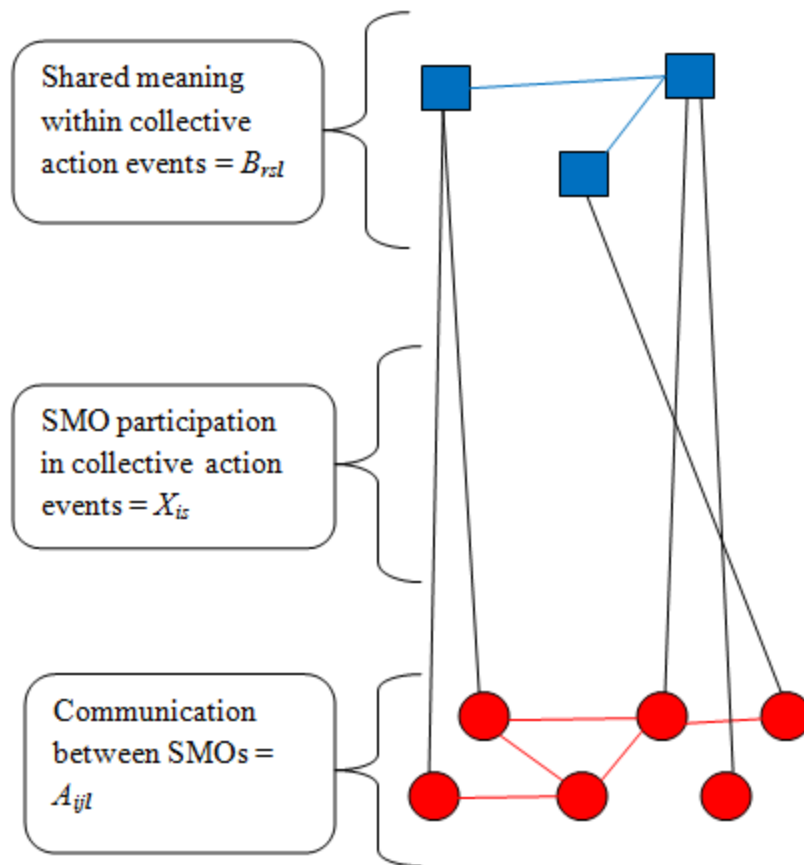 Shared meaning
within collective
action events = B_rsl
SMO participation
in collective action
events = X_is
Communication
between SMOs =
A_ijl